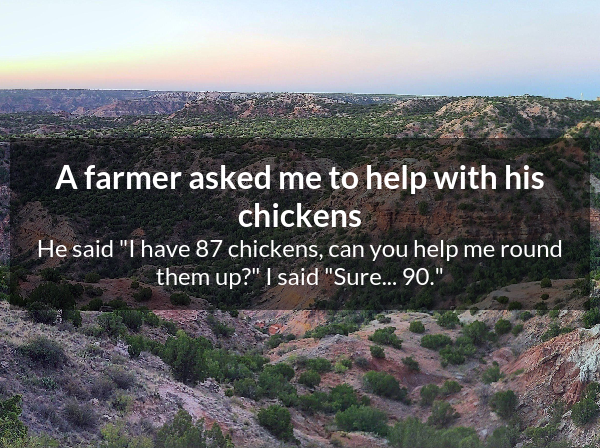 A farmer asked me to help with his
chickens
He said "I have 87 chickens, can you help me round
them up?" I said "Sure... 90."